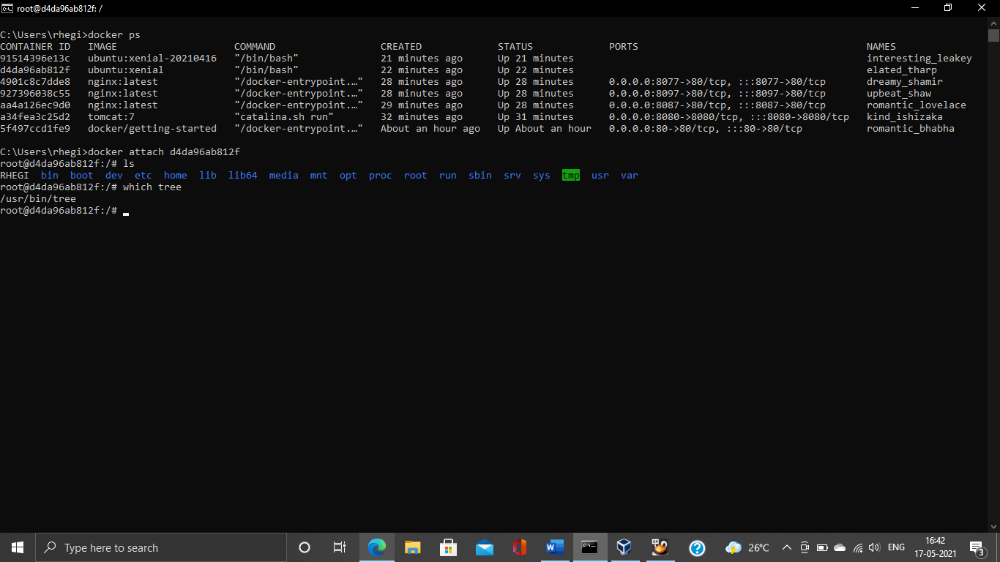 root@d4da96ab812f: /
C:\Users\rhegi>docker ps
CONTAINER ID   IMAGE                    COMMAND                  CREATED             STATUS             PORTS                                       NAMES
91514396e13c   ubuntu:xenial-20210416   "/bin/bash"              21 minutes ago      Up 21 minutes                                                  interesting_leakey
d4da96ab812f   ubuntu:xenial            "/bin/bash"              22 minutes ago      Up 22 minutes                                                  elated_tharp
4901c8c7dde8   nginx:latest             "/docker-entrypoint.…"   28 minutes ago      Up 28 minutes      0.0.0.0:8077->80/tcp, :::8077->80/tcp       dreamy_shamir
927396038c55   nginx:latest             "/docker-entrypoint.…"   28 minutes ago      Up 28 minutes      0.0.0.0:8097->80/tcp, :::8097->80/tcp       upbeat_shaw
aa4a126ec9d0   nginx:latest             "/docker-entrypoint.…"   29 minutes ago      Up 28 minutes      0.0.0.0:8087->80/tcp, :::8087->80/tcp       romantic_lovelace
a34fea3c25d2   tomcat:7                 "catalina.sh run"        32 minutes ago      Up 31 minutes      0.0.0.0:8080->8080/tcp, :::8080->8080/tcp   kind_ishizaka
5f497ccd1fe9   docker/getting-started   "/docker-entrypoint.…"   About an hour ago   Up About an hour   0.0.0.0:80->80/tcp, :::80->80/tcp           romantic_bhabha
C:\Users\rhegi>docker attach d4da96ab812f
root@d4da96ab812f:/# ls
RHEGI  bin  boot  dev  etc  home  lib  lib64  media  mnt  opt  proc  root  run  sbin  srv  sys  tmp  usr  var
root@d4da96ab812f:/# which tree
/usr/bin/tree
root@d4da96ab812f:/#
Type here to search
26°C
ENG
16:42
17-05-2021
3